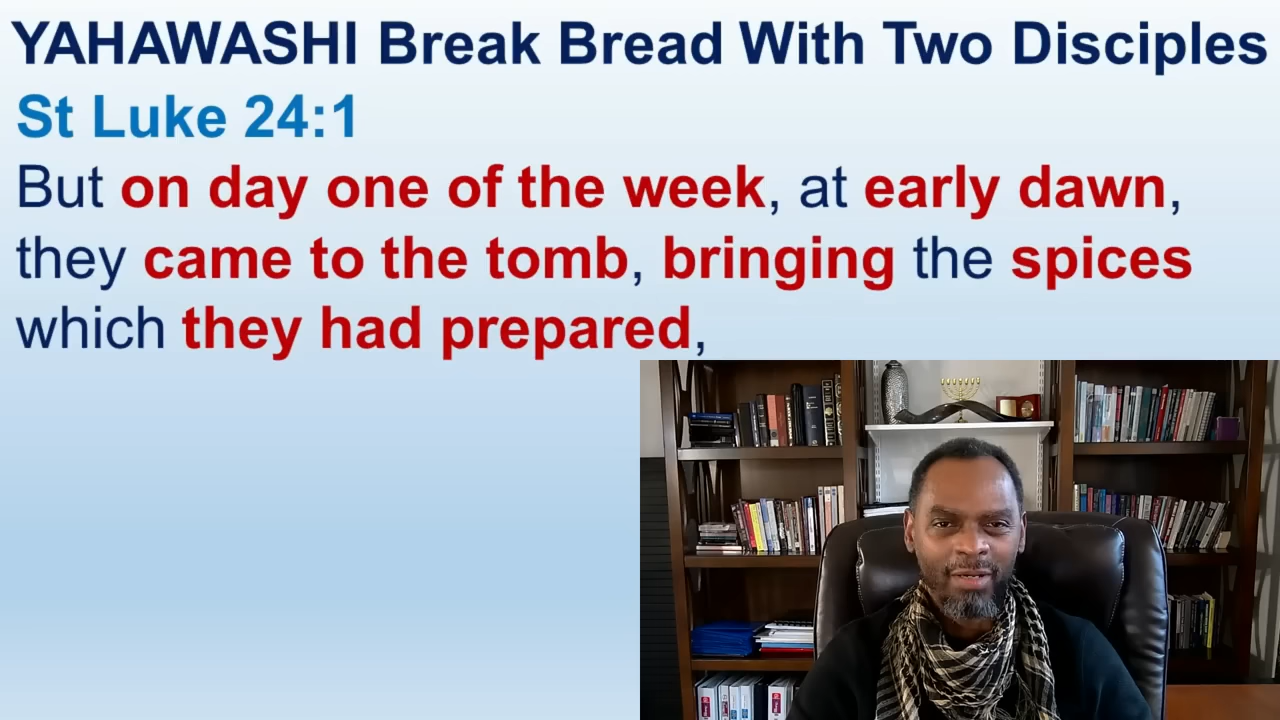 YAHAWASHI Break Bread With Two Disciples
St Luke 24:1
But on day one of the week, at early dawn,
they came to the tomb, bringing the spices
which they had prepared,